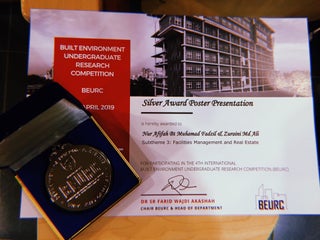 BUILT ENVIRONMENT
UNDERGRADUATE
RESEARCH
COMPETITION
BEURC
APRIL 2019
Silver Award Poster Presentation
is hereby awarded to
Nur Afifah Bt Muhamad Fadzil & Zuraini Md Ali
Subtheme 3: Facilities Management and Real Estate
FOR PARTICIPATING IN THE 4TH INTERNATIONAL
BUILT ENVIRONMENT UNDERGRADUATE RESEARCH COMPETITION (BEURC)
DR SR FARID WAJDI AKASHAH
CHAIR BEURC & HEAD OF DEPARTMENT
BEURC
BEURC